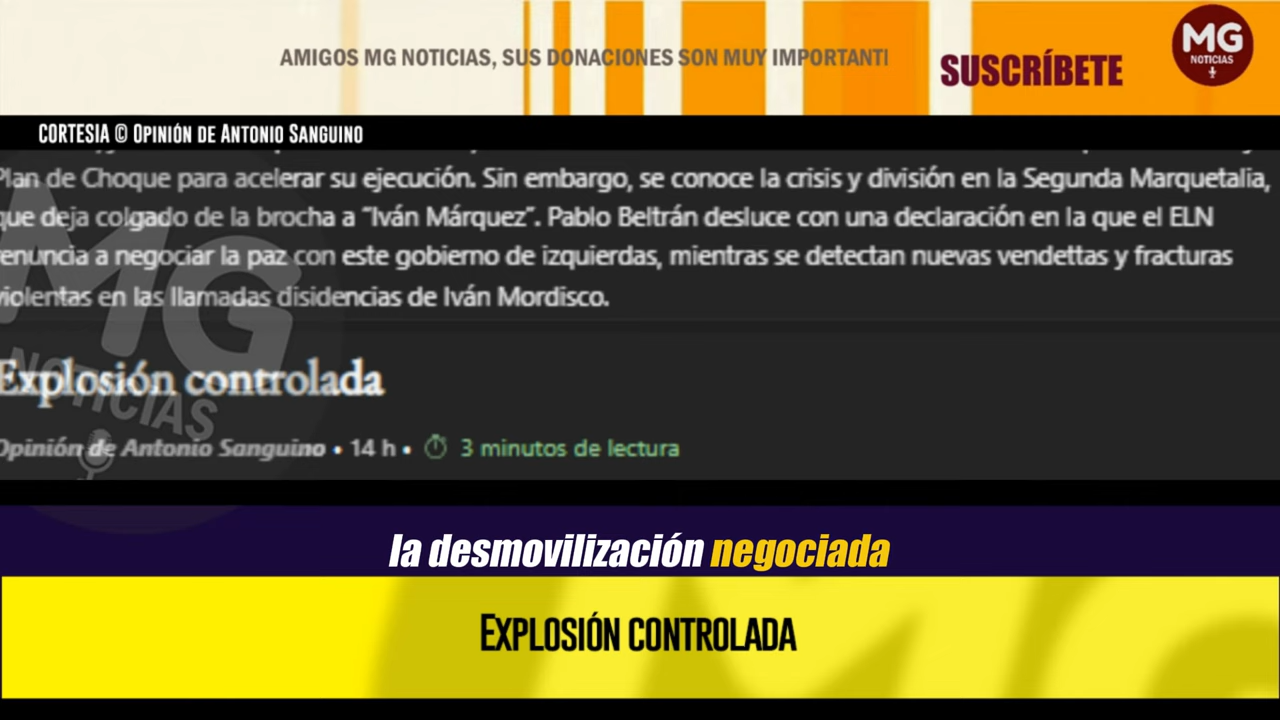 AMIGOS MG NOTICIAS, SUS DONACIONES SON MUY IMPORTANTI
SUSCRÍBETE
MG
NOTICIAS
CORTESIA © OPINIÓN DE ANTONIO SANGUINO
Plan de Choque para acelerar su ejecución. Sin embargo, se conoce la crisis y división en la Segunda Marquetalia,
que deja colgado de la brocha a "Iván Márquez". Pablo Beltrán desluce con una declaración en la que el ELN
renuncia a negociar la paz con este gobierno de izquierdas, mientras se detectan nuevas vendettas y fracturas
violentas en las llamadas disidencias de Iván Mordisco.
MG
NOTICIAS
Explosión controlada
Opinión de Antonio Sanguino • 14 h • 3 minutos de lectura
la desmovilización negociada
EXPLOSIÓN CONTROLADA